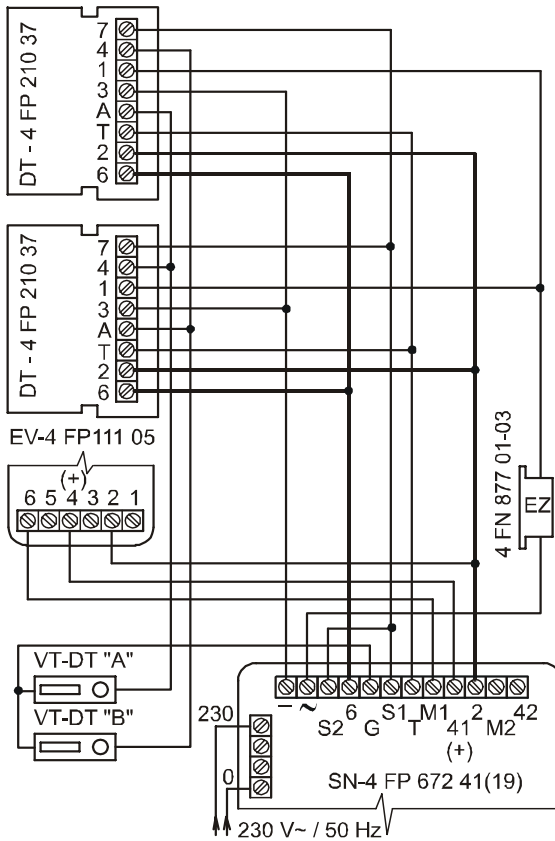 DT - 4 FP 210 37
7
4
1
3
A
T
2
6
DT - 4 FP 210 37
7
4
1
3
A
T
2
6
EV-4 FP111 05
(+)
6 5 4 3 2 1
4 FN 877 01-03
EZ
VT-DT "A"
VT-DT "B"
– ~ S2 6 G S1 T M1 41 2 M2 42
(+)
230
0
SN-4 FP 672 41(19)
230 V~ / 50 Hz